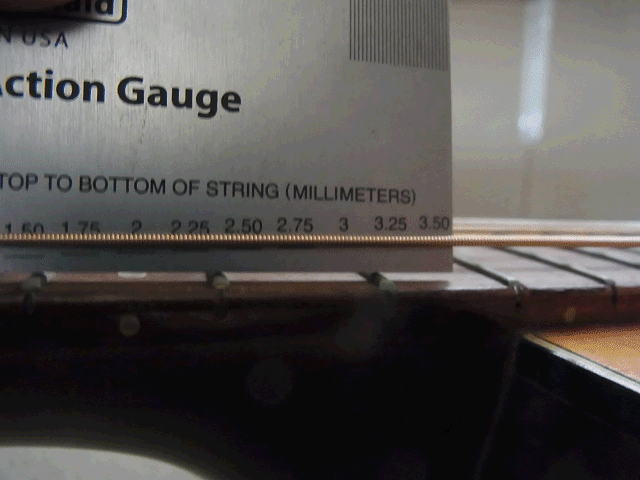 N USA
ction Gauge
TOP TO BOTTOM OF STRING (MILLIMETERS)
1.50 1.75 2 2.25 2.50 2.75 3 3.25 3.50